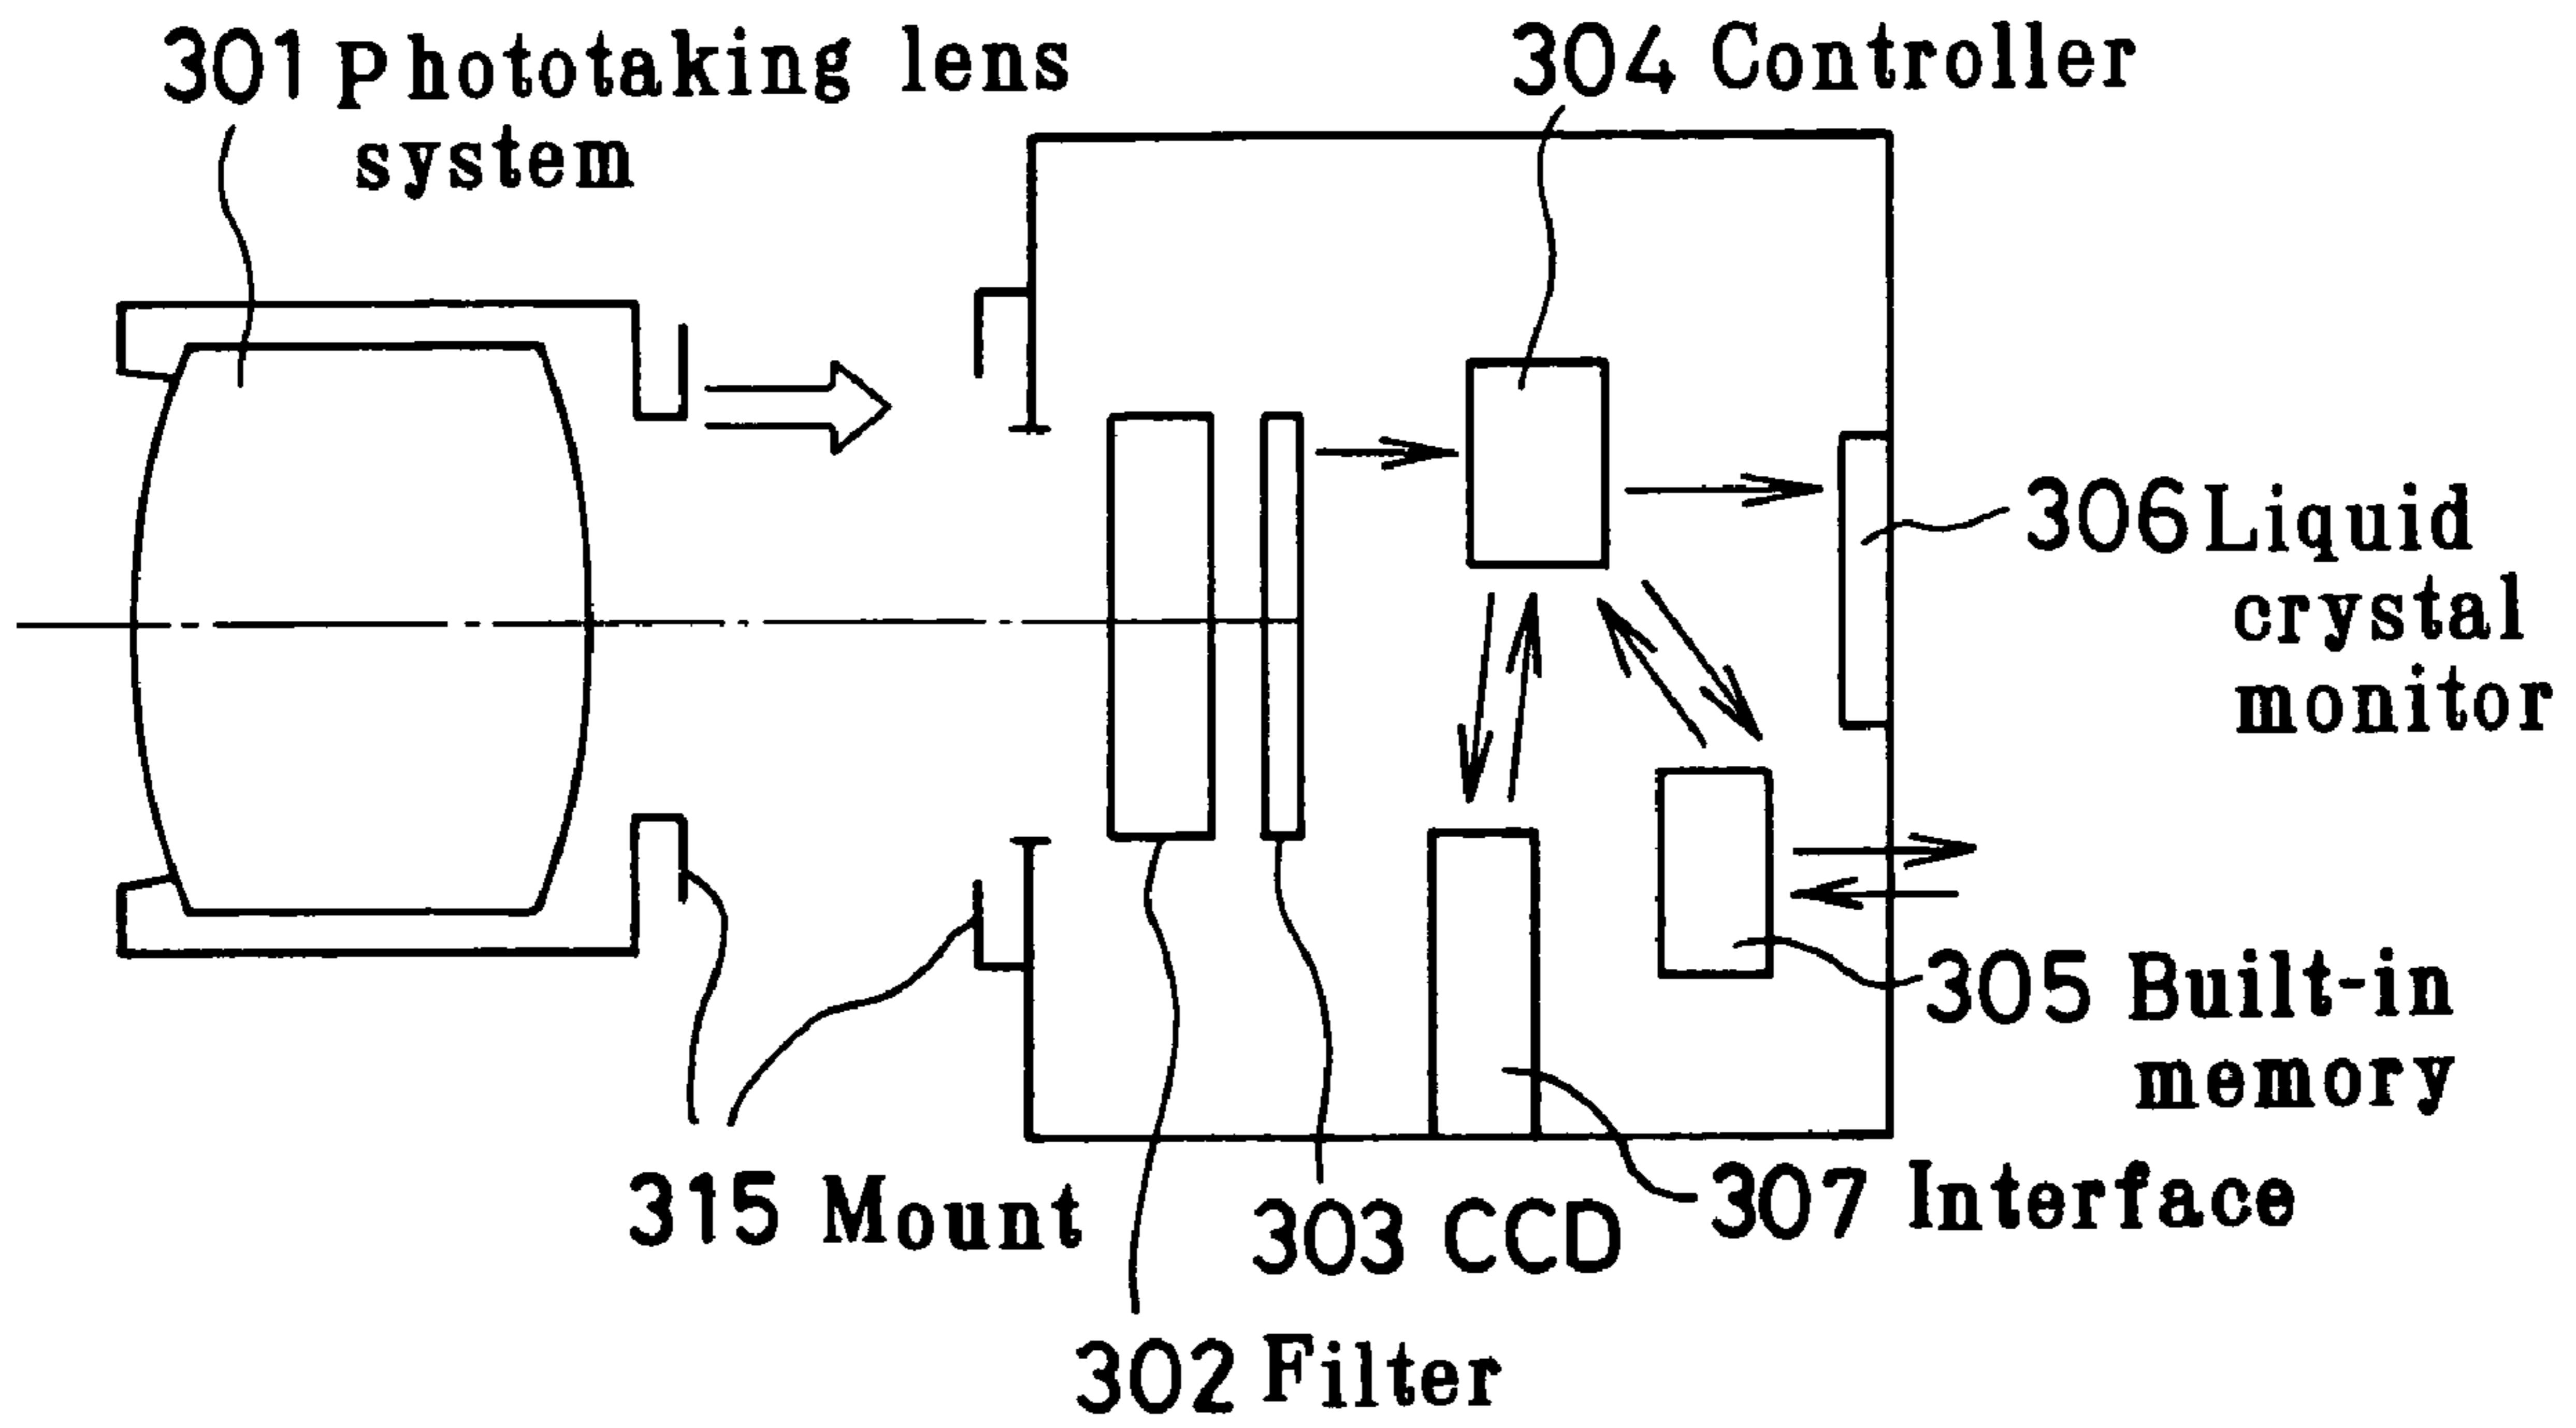 301 Phototaking lens
system
304 Controller
306 Liquid
crystal
monitor
305 Built-in
memory
307 Interface
315 Mount
303 CCD
302 Filter